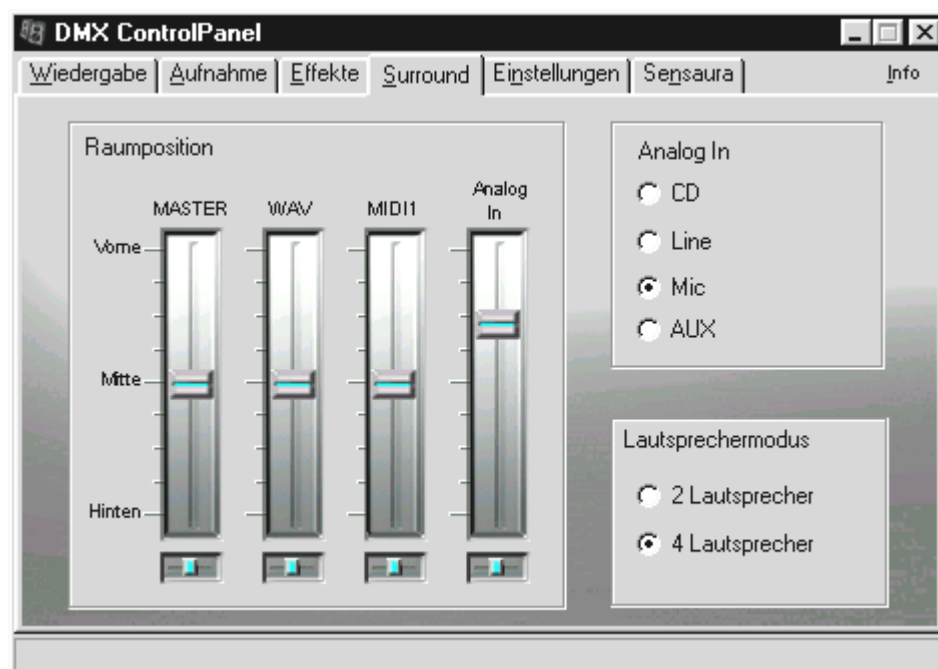 DMX ControlPanel
Wiedergabe Aufnahme Effekte Surround Einstellungen Sensaura Info
Raumposition
MASTER WAV MIDI1 Analog In
Vorne
Mitte
Hinten
Analog In
CD
Line
Mic
AUX
Lautsprechermodus
2 Lautsprecher
4 Lautsprecher